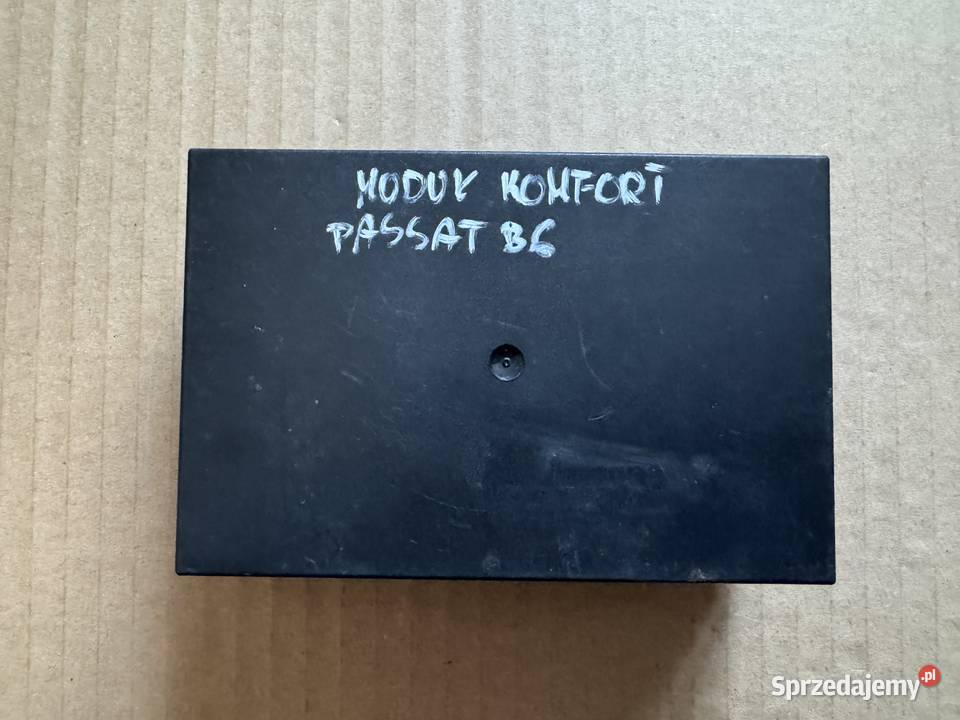 MODUŁ KOMFORT
PASSAT B6
Sprzedajemy.pl